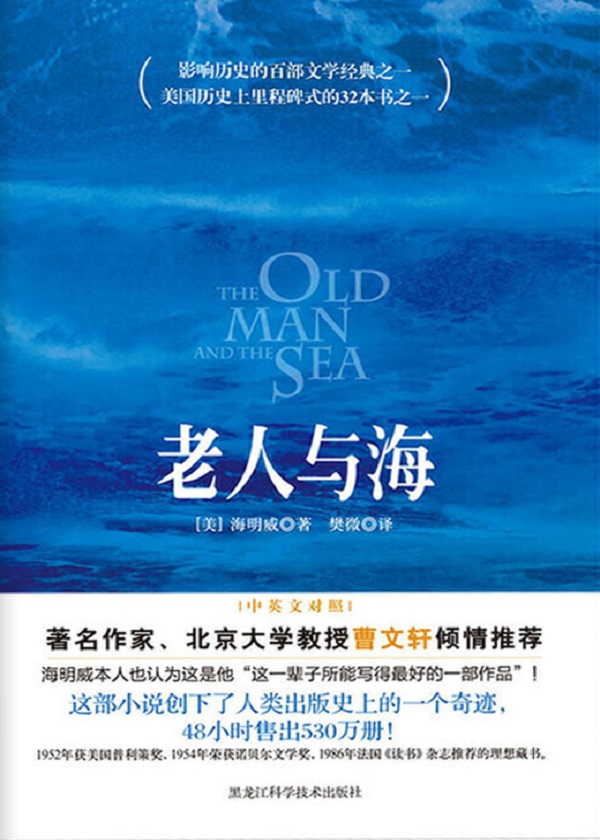 影响历史的百部文学经典之一
美国历史上里程碑式的32本书之一
THE OLD
MAN
AND THE
SEA
老人与海
[美] 海明威◎著 樊微◎译
|中英文对照|
著名作家、北京大学教授曹文轩倾情推荐
海明威本人也认为这是他“这一辈子所能写得最好的一部作品”!
这部小说创下了人类出版史上的一个奇迹,
48小时售出530万册!
1952年获美国普利策奖,1954年荣获诺贝尔文学奖,1986年法国《读书》杂志推荐的理想藏书。
黑龙江科学技术出版社